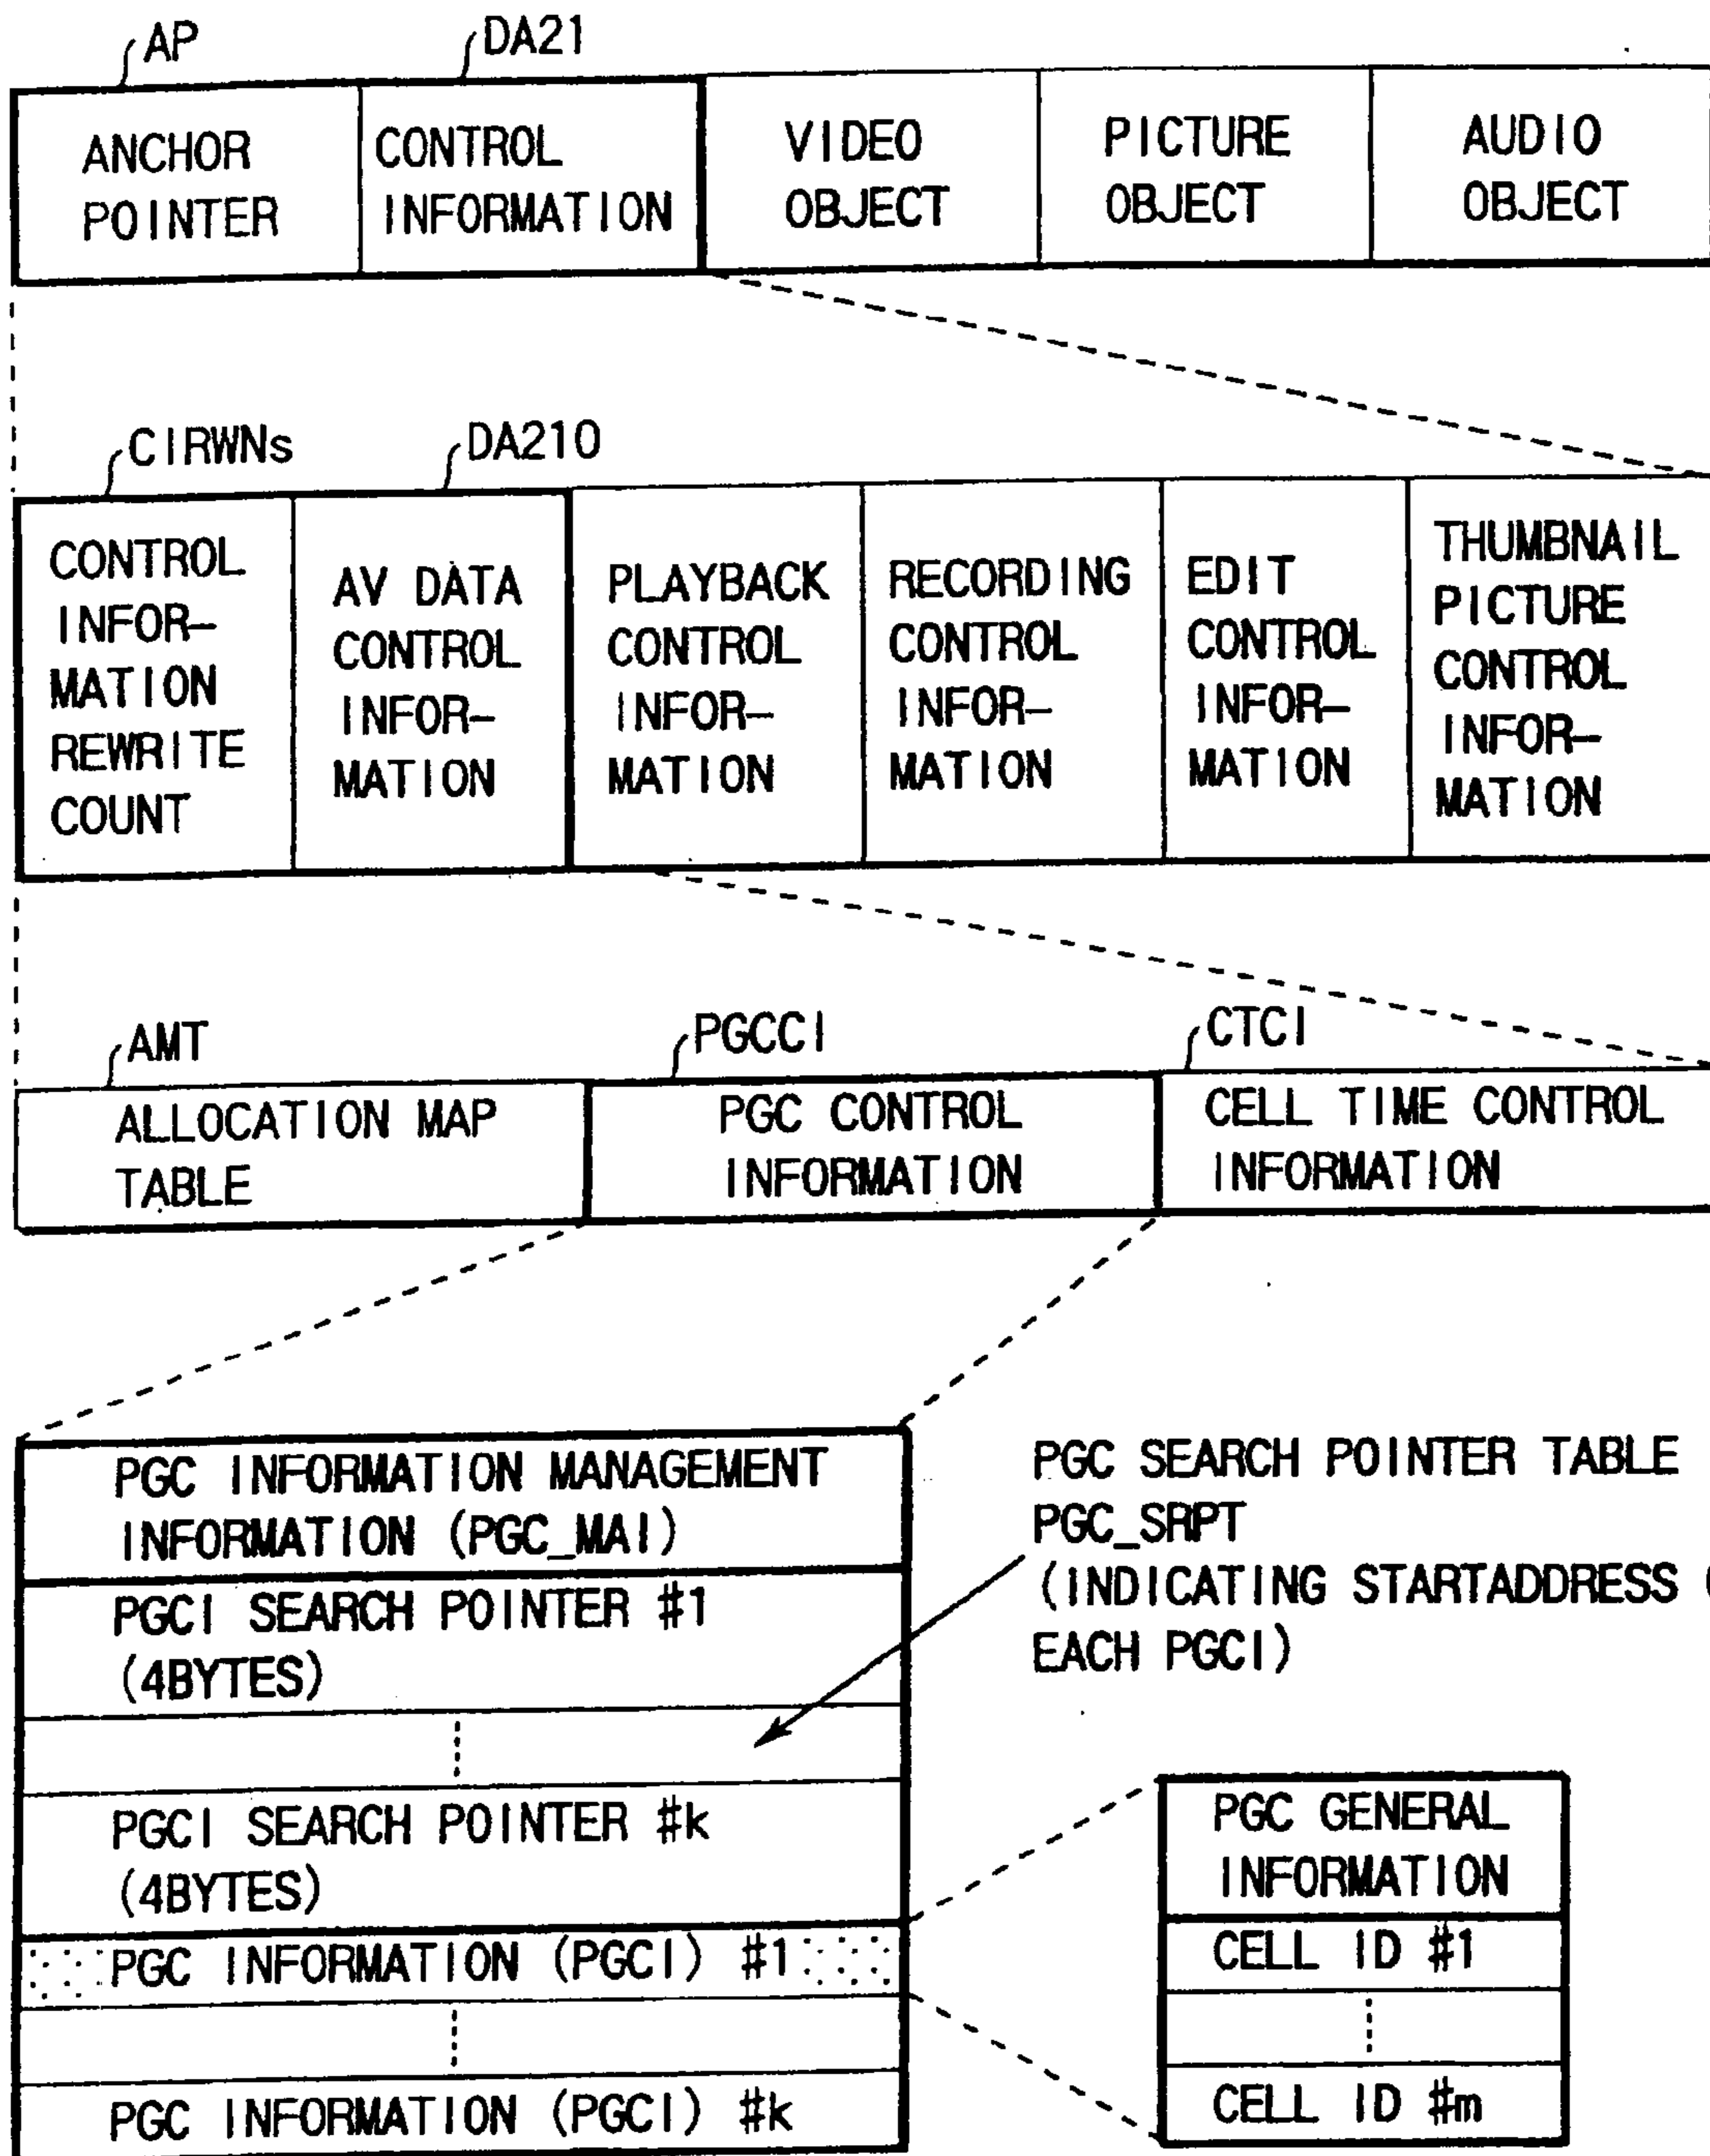 AP
DA21
ANCHOR
POINTER
CONTROL
INFORMATION
VIDEO
OBJECT
PICTURE
OBJECT
AUDIO
OBJECT
CIRWNs
DA210
CONTROL
INFOR-
MATION
REWRITE
COUNT
AV DATA
CONTROL
INFOR-
MATION
PLAYBACK
CONTROL
INFOR-
MATION
RECORDING
CONTROL
INFOR-
MATION
EDIT
CONTROL
INFOR-
MATION
THUMBNAIL
PICTURE
CONTROL
INFOR-
MATION
AMT
PGCCI
CTCI
ALLOCATION MAP
TABLE
PGC CONTROL
INFORMATION
CELL TIME CONTROL
INFORMATION
PGC INFORMATION MANAGEMENT
INFORMATION (PGC_MAI)
PGCI SEARCH POINTER #1
(4BYTES)
PGCI SEARCH POINTER #k
(4BYTES)
PGC INFORMATION (PGCI) #1
PGC INFORMATION (PGCI) #k
PGC SEARCH POINTER TABLE
PGC_SRPT
(INDICATING STARTADDRESS
EACH PGCI)
PGC GENERAL
INFORMATION
CELL ID #1
CELL ID #m